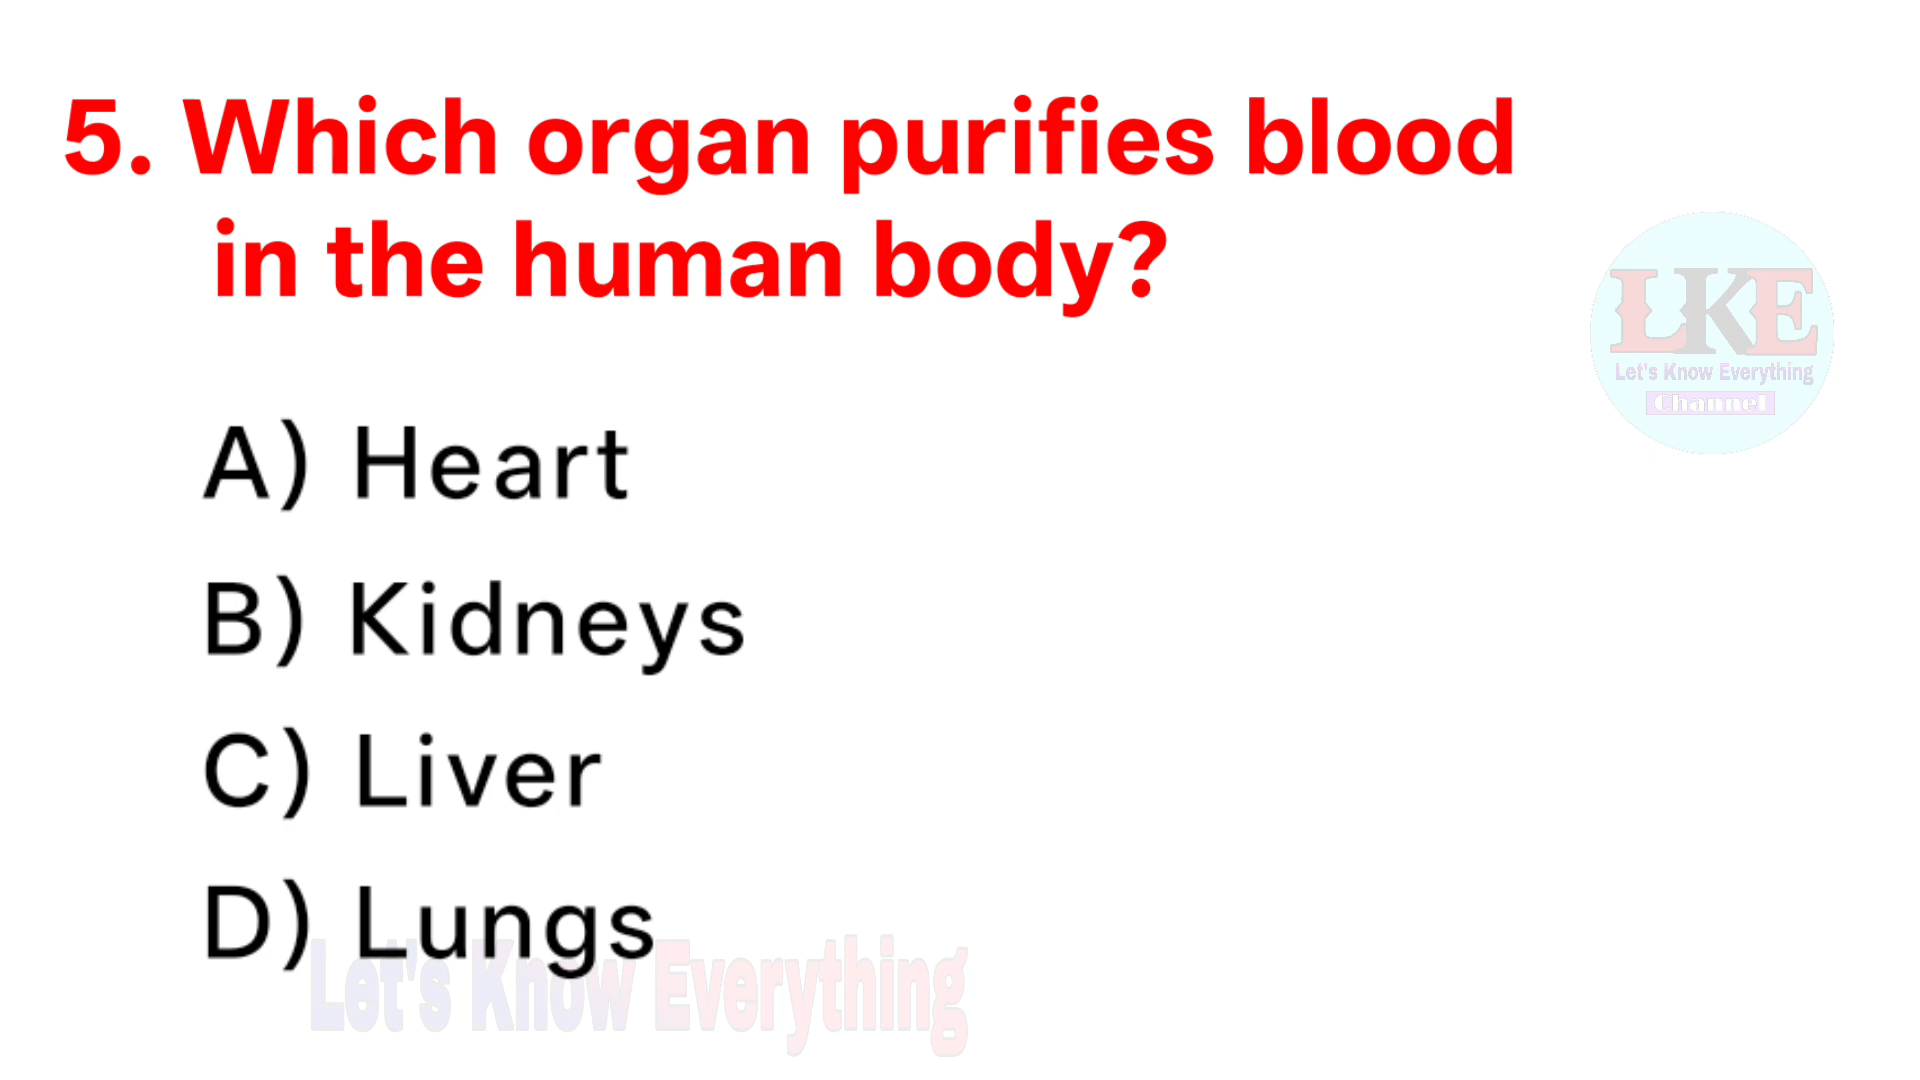 5. Which organ purifies blood
in the human body?
LKE
Let's Know Everything
Channel
A) Heart
B) Kidneys
C) Liver
D) Lungs
Let's Know Everything